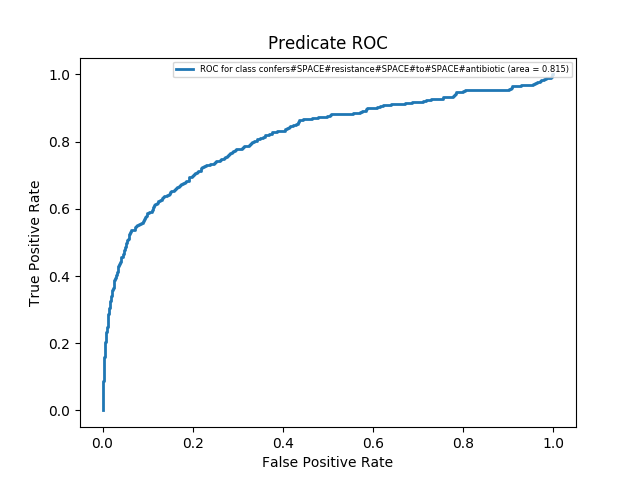 Predicate ROC
ROC for class confers#SPACE#resistance#SPACE#to#SPACE#antibiotic (area = 0.815)
1.0
0.8
0.6
0.4
0.2
0.0
True Positive Rate
0.0 0.2 0.4 0.6 0.8 1.0
False Positive Rate